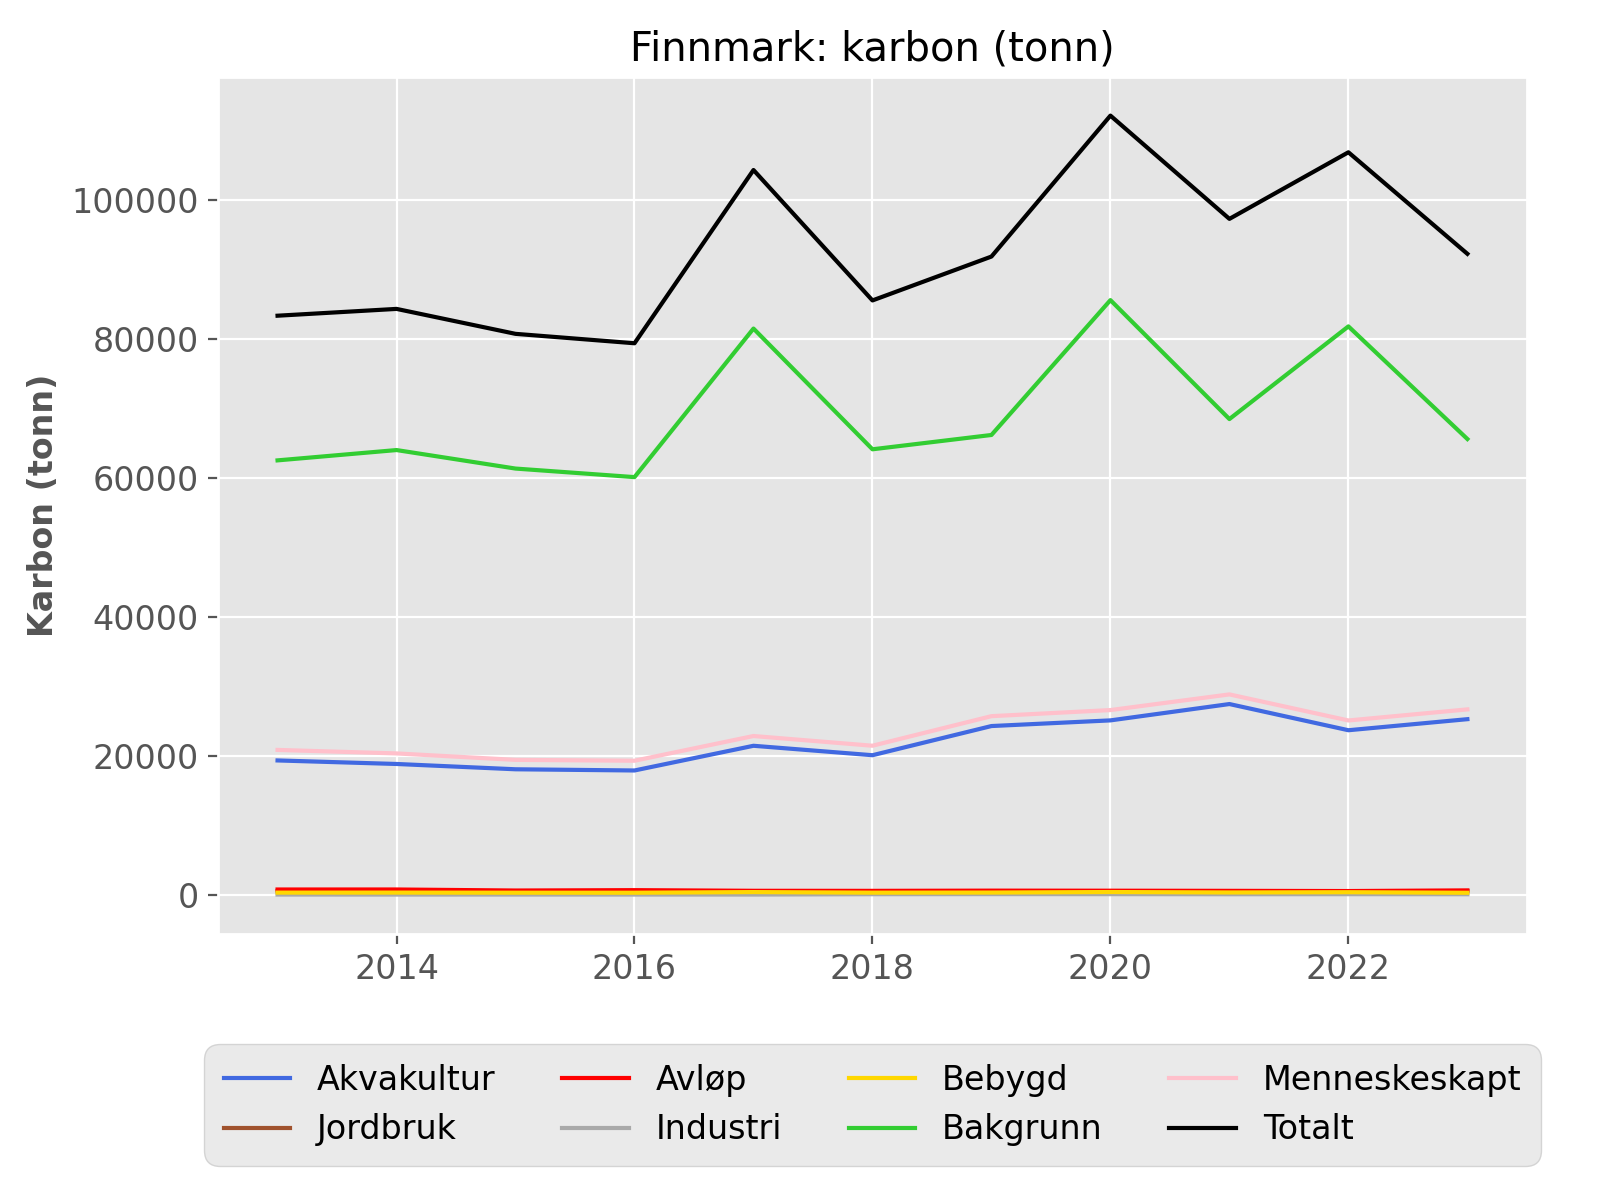 Finnmark: karbon (tonn)
Karbon (tonn)
100000
80000
60000
40000
20000
0
2014 2016 2018 2020 2022
Akvakultur Avløp Bebygd Menneskeskapt
Jordbruk Industri Bakgrunn Totalt